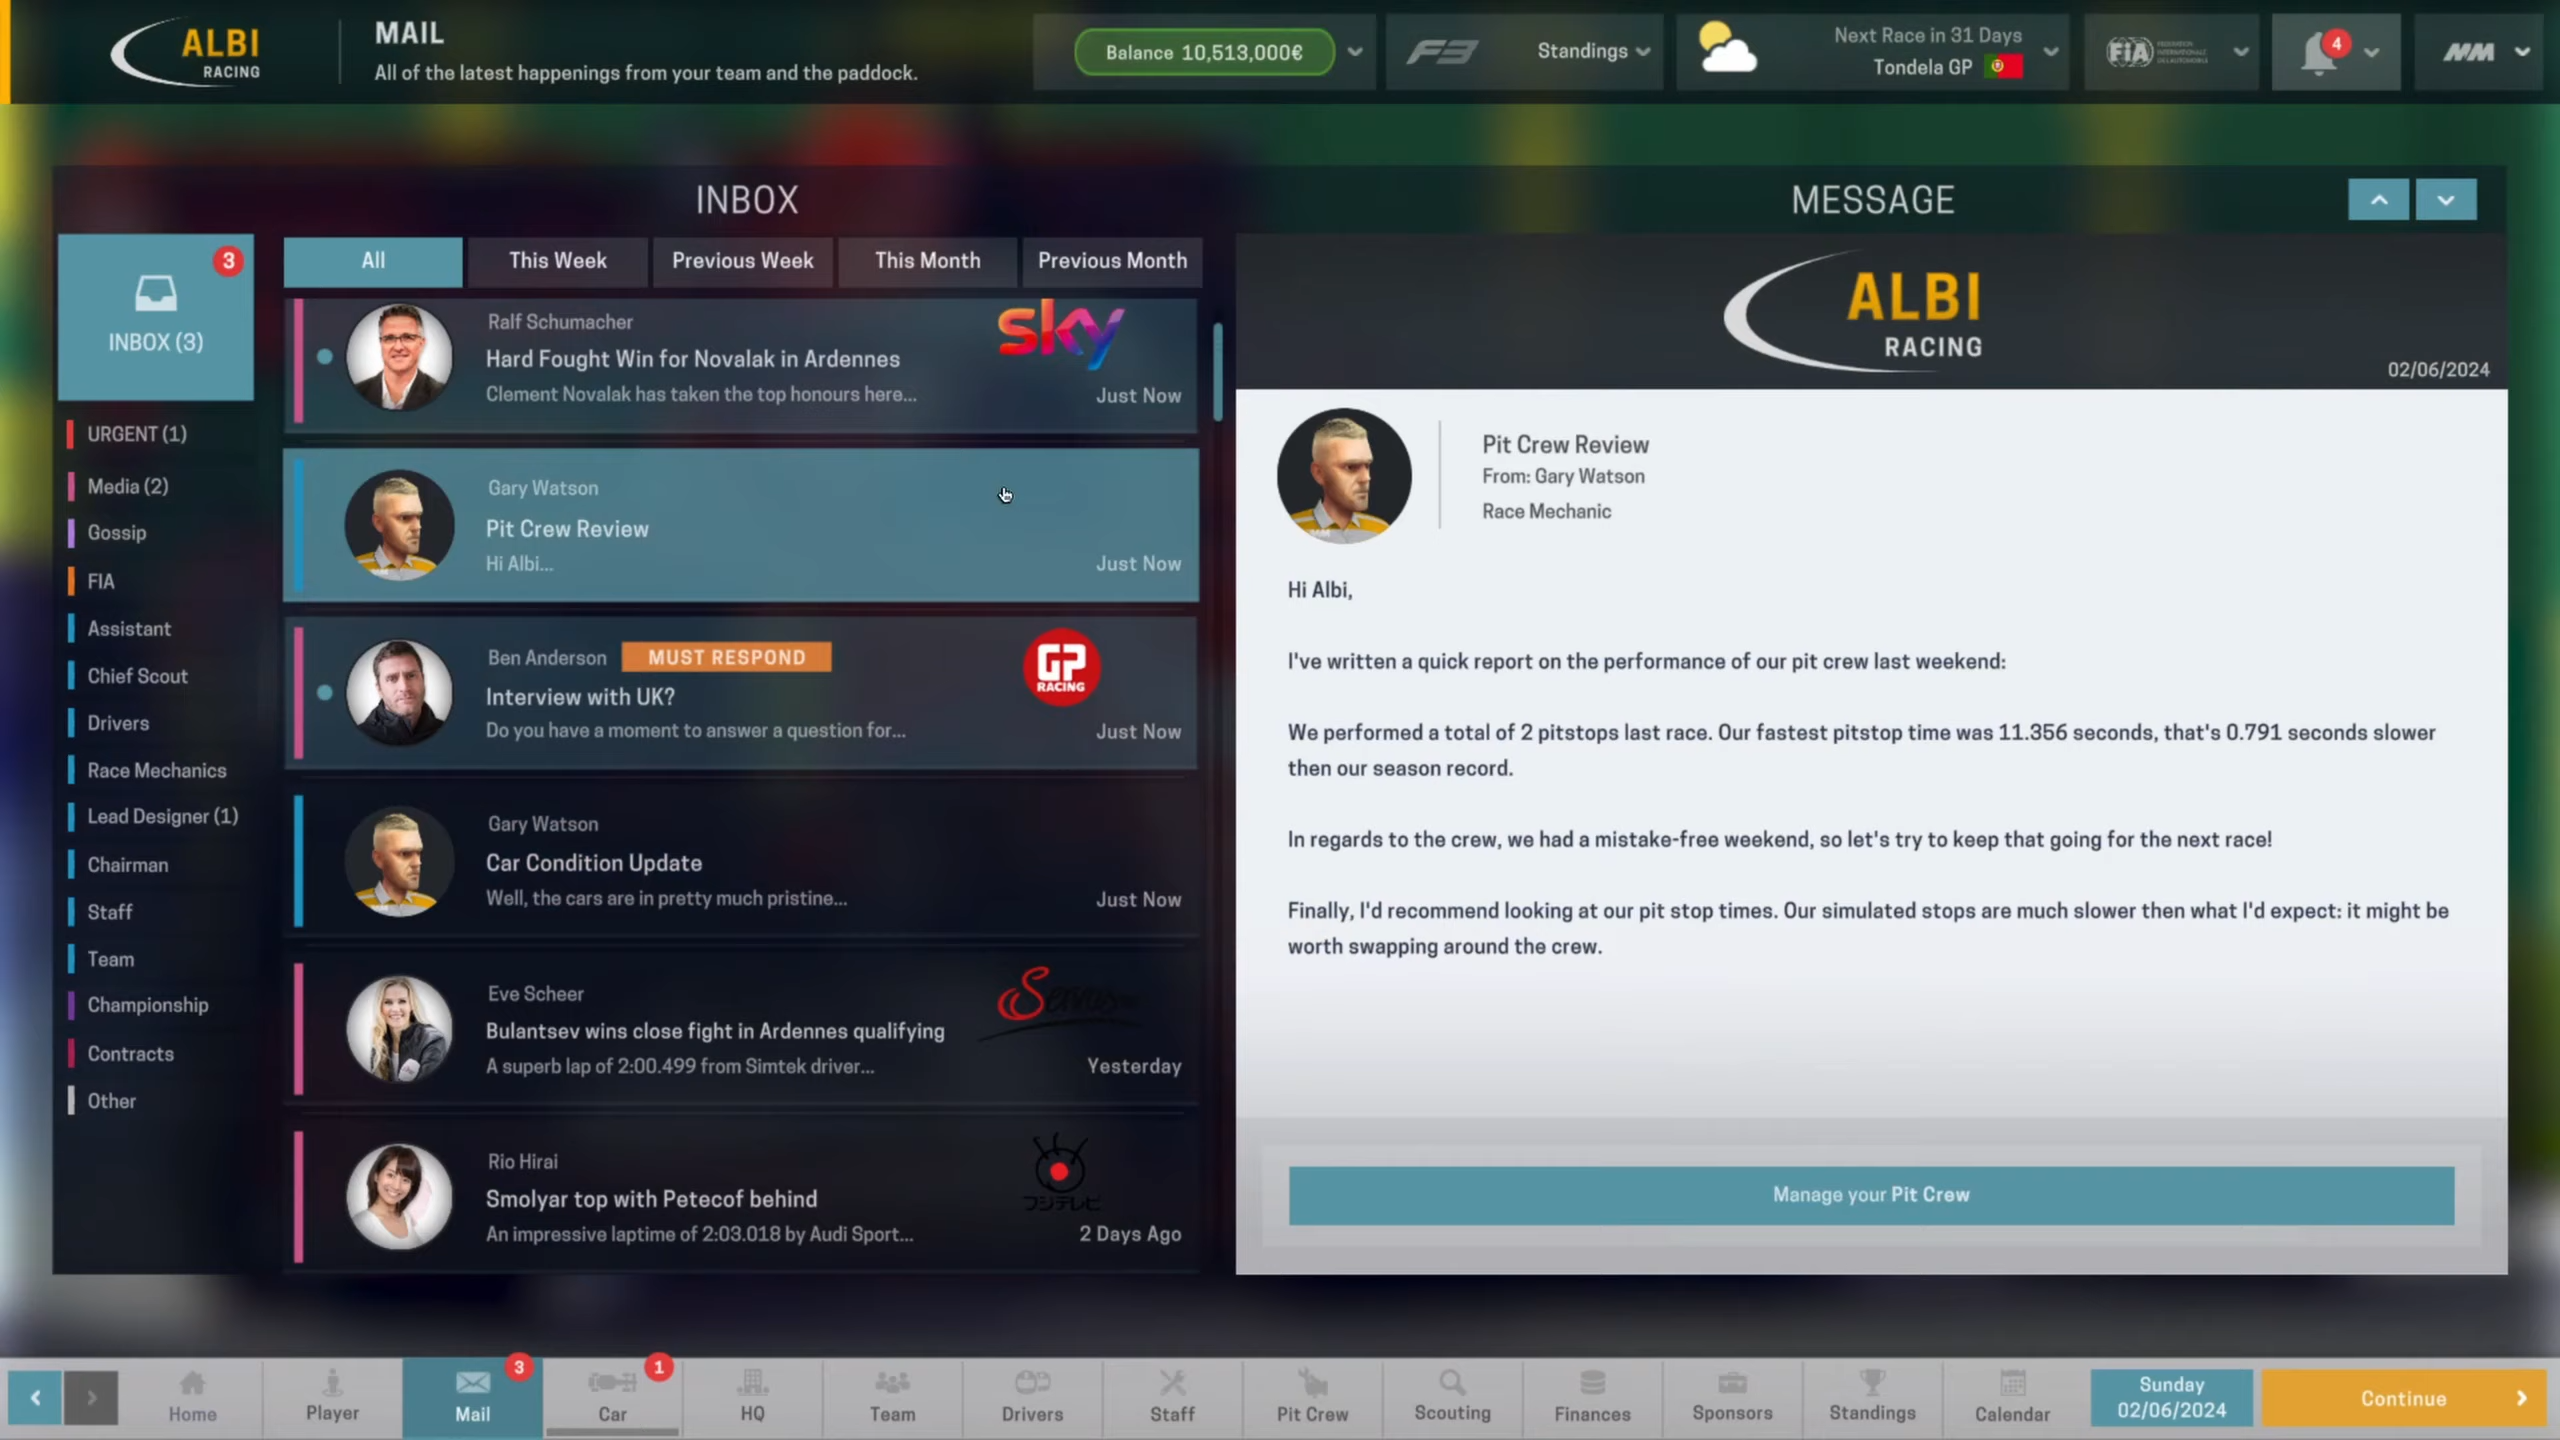 ALBI
RACING
MAIL
All of the latest happenings from your team and the paddock.
Balance 10,513,000€
F3
Standings
Next Race in 31 Days
Tondela GP
FiA
4
MM
INBOX
MESSAGE
3
INBOX (3)
URGENT (1)
Media (2)
Gossip
FIA
Assistant
Chief Scout
Drivers
Race Mechanics
Lead Designer (1)
Chairman
Staff
Team
Championship
Contracts
Other
All
This Week
Previous Week
This Month
Previous Month
Ralf Schumacher
Hard Fought Win for Novalak in Ardennes
Clement Novalak has taken the top honours here...
sky
Just Now
Gary Watson
Pit Crew Review
Hi Albi...
Just Now
Ben Anderson
MUST RESPOND
Interview with UK?
Do you have a moment to answer a question for...
GP
RACING
Just Now
Gary Watson
Car Condition Update
Well, the cars are in pretty much pristine...
Just Now
Eve Scheer
Bulantsev wins close fight in Ardennes qualifying
A superb lap of 2:00.499 from Simtek driver...
Yesterday
Rio Hirai
Smolyar top with Petecof behind
An impressive laptime of 2:03.018 by Audi Sport...
フジテレビ
2 Days Ago
ALBI
RACING
02/06/2024
Pit Crew Review
From: Gary Watson
Race Mechanic
Hi Albi,
I've written a quick report on the performance of our pit crew last weekend:
We performed a total of 2 pitstops last race. Our fastest pitstop time was 11.356 seconds, that's 0.791 seconds slower
then our season record.
In regards to the crew, we had a mistake-free weekend, so let's try to keep that going for the next race!
Finally, I'd recommend looking at our pit stop times. Our simulated stops are much slower then what I'd expect: it might be
worth swapping around the crew.
Manage your Pit Crew
Home
Player
Mail
3
Car
1
HQ
Team
Drivers
Staff
Pit Crew
Scouting
Finances
Sponsors
Standings
Calendar
Sunday
02/06/2024
Continue